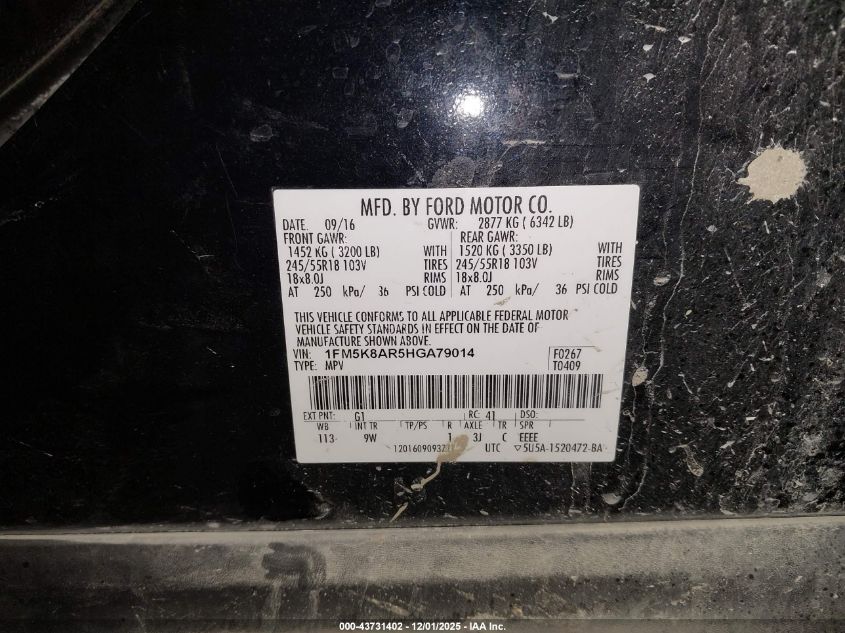 MFD. BY FORD MOTOR CO.
DATE: 09/16 GVWR: 2877 KG ( 6342 LB)
FRONT GAWR: REAR GAWR:
1452 KG ( 3200 LB) WITH 1520 KG ( 3350 LB) WITH
245/55R18 103V TIRES 245/55R18 103V TIRES
18x8.0J RIMS 18x8.0J RIMS
AT 250 kPa/ 36 PSI COLD AT 250 kPa/ 36 PSI COLD
THIS VEHICLE CONFORMS TO ALL APPLICABLE FEDERAL MOTOR
VEHICLE SAFETY STANDARDS IN EFFECT ON THE DATE OF
MANUFACTURE SHOWN ABOVE.
VIN: 1FM5K8AR5HGA79014 F0267
TYPE: MPV T0409
EXT PNT: G1 RC: 41 DSO:
WB INT TR TP/PS R AXLE TR SPR
113 9W 1 3J C EEEE
UTC ▽5U5A-1520472-BA
000-43731402 - 12/01/2025 - IAA Inc.